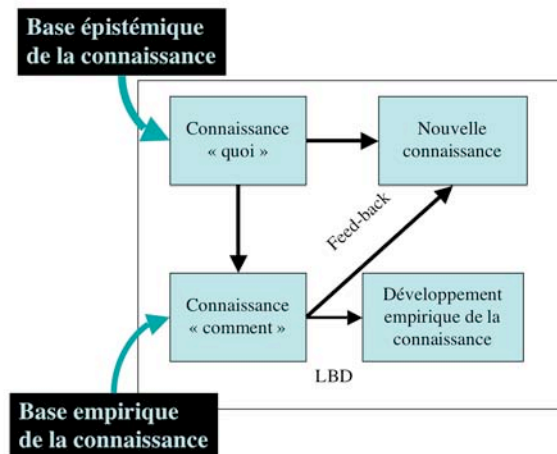 Base épistémique
de la connaissance
Connaissance
« quoi »
Nouvelle
connaissance
Feed-back
Connaissance
« comment »
Développement
empirique de la
connaissance
LBD
Base empirique
de la connaissance